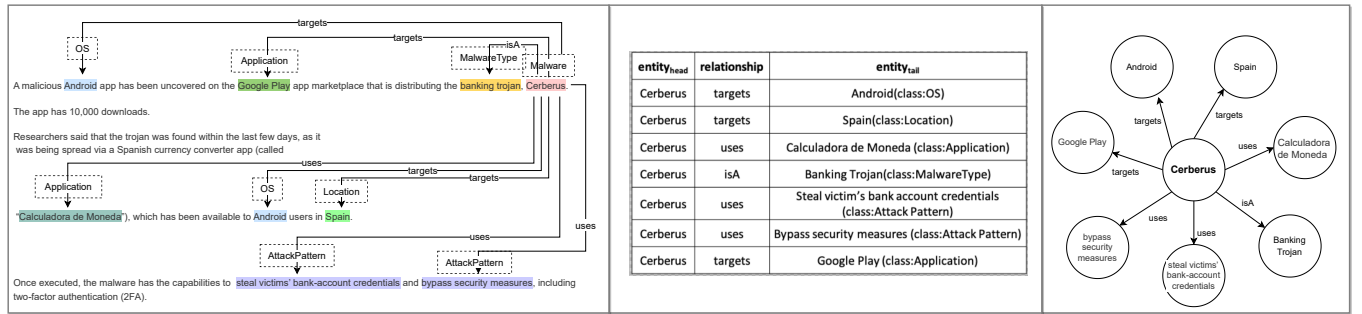 targets
OS
targets
Application
isA
MalwareType
Malware
A malicious Android app has been uncovered on the Google Play app marketplace that is distributing the banking trojan, Cerberus.
The app has 10,000 downloads.
Researchers said that the trojan was found within the last few days, as it
was being spread via a Spanish currency converter app (called
uses
targets
Application
OS
Location
"Calculadora de Moneda"), which has been available to Android users in Spain.
uses
uses
AttackPattern
AttackPattern
Once executed, the malware has the capabilities to steal victims' bank-account credentials and bypass security measures, including
two-factor authentication (2FA).
entityhead relationship entitytail
Cerberus targets Android(class:OS)
Cerberus targets Spain(class:Location)
Cerberus uses Calculadora de Moneda (class:Application)
Cerberus isA Banking Trojan(class:MalwareType)
Cerberus uses Steal victim's bank account credentials
(class:Attack Pattern)
Cerberus uses Bypass security measures (class:Attack Pattern)
Cerberus targets Google Play (class:Application)
Android
Spain
targets
targets
Google Play
targets
Cerberus
uses
Calculadora
de Moneda
uses
uses
isA
bypass
security
measures
steal victims'
bank-account
credentials
Banking
Trojan